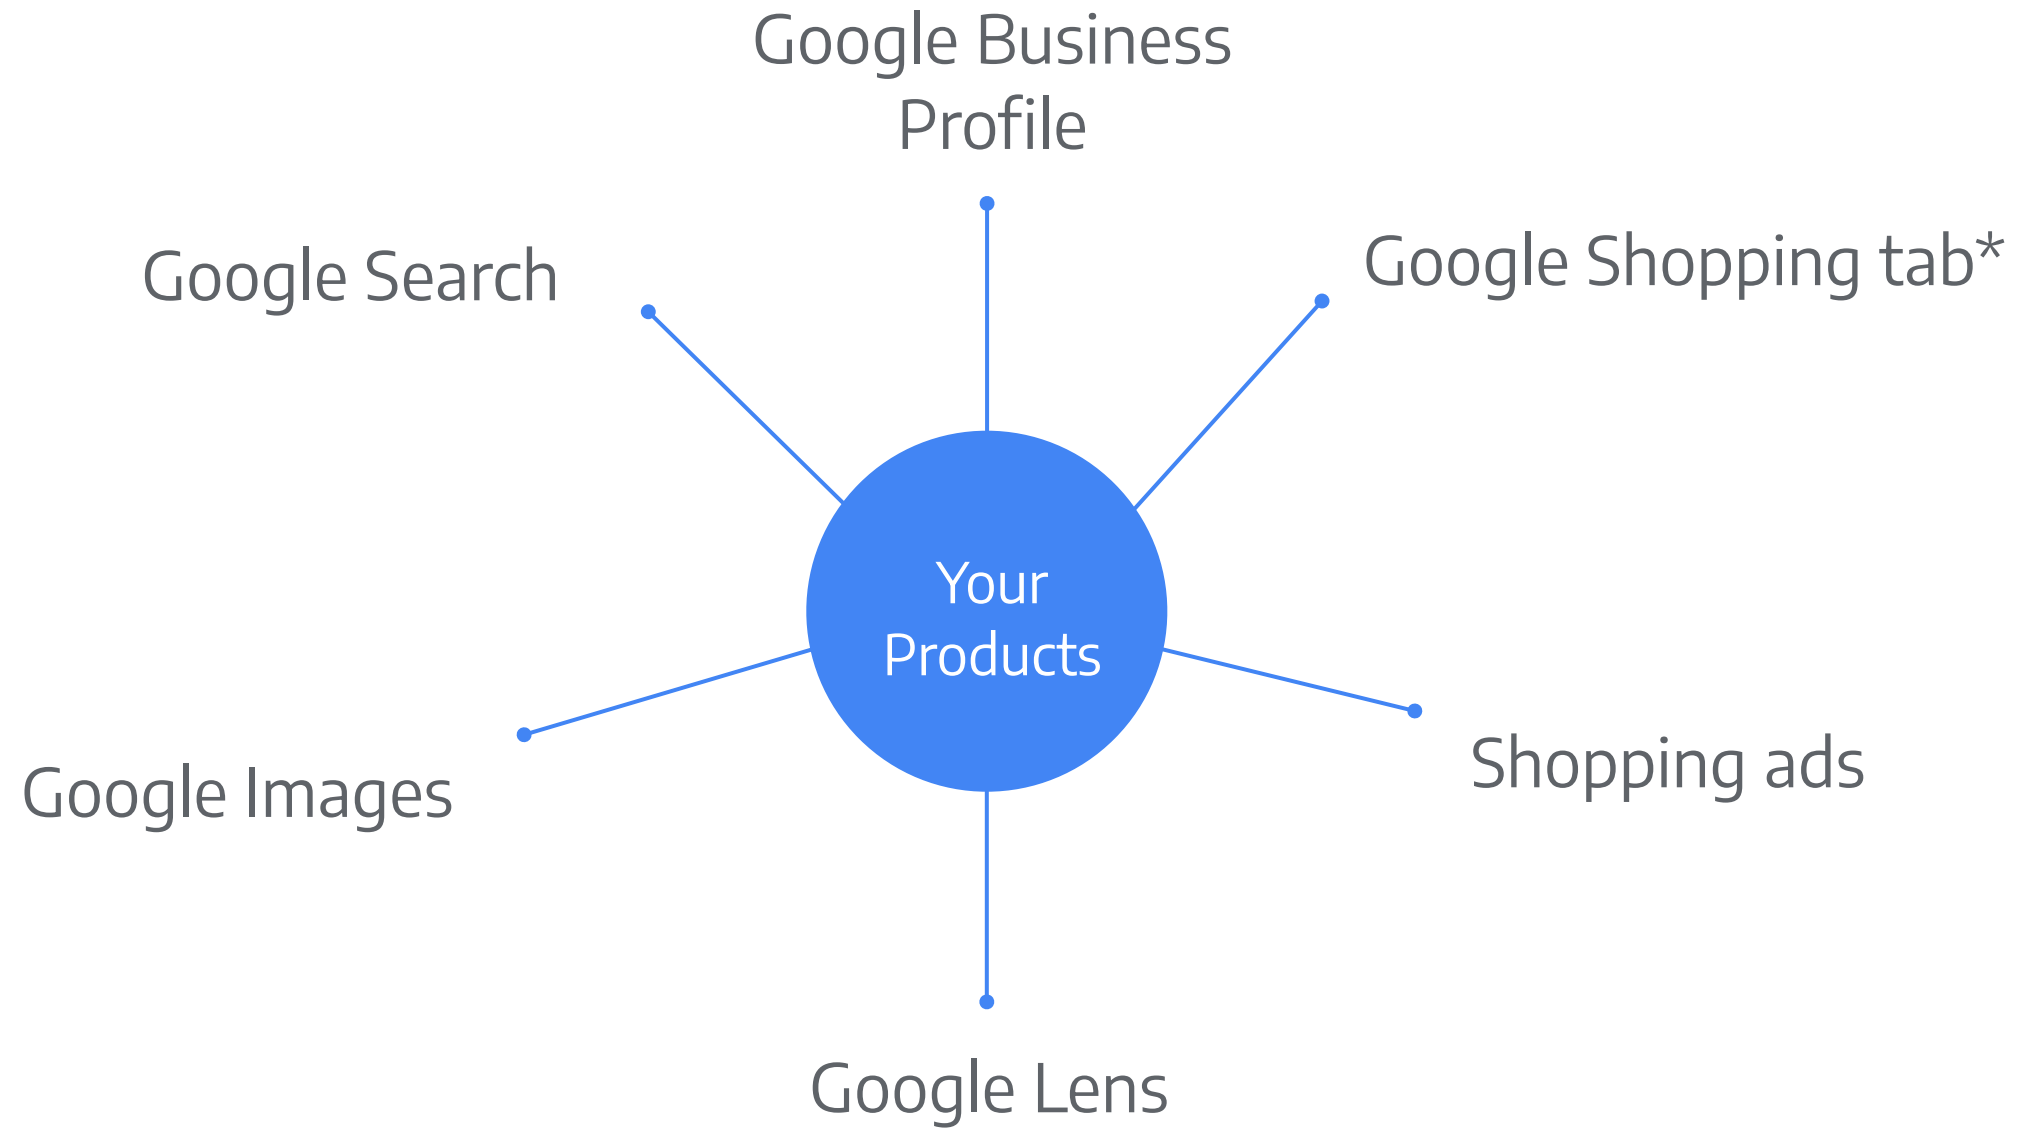 Google Business
Profile
Google Search
Google Shopping tab*
Your
Products
Google Images
Shopping ads
Google Lens